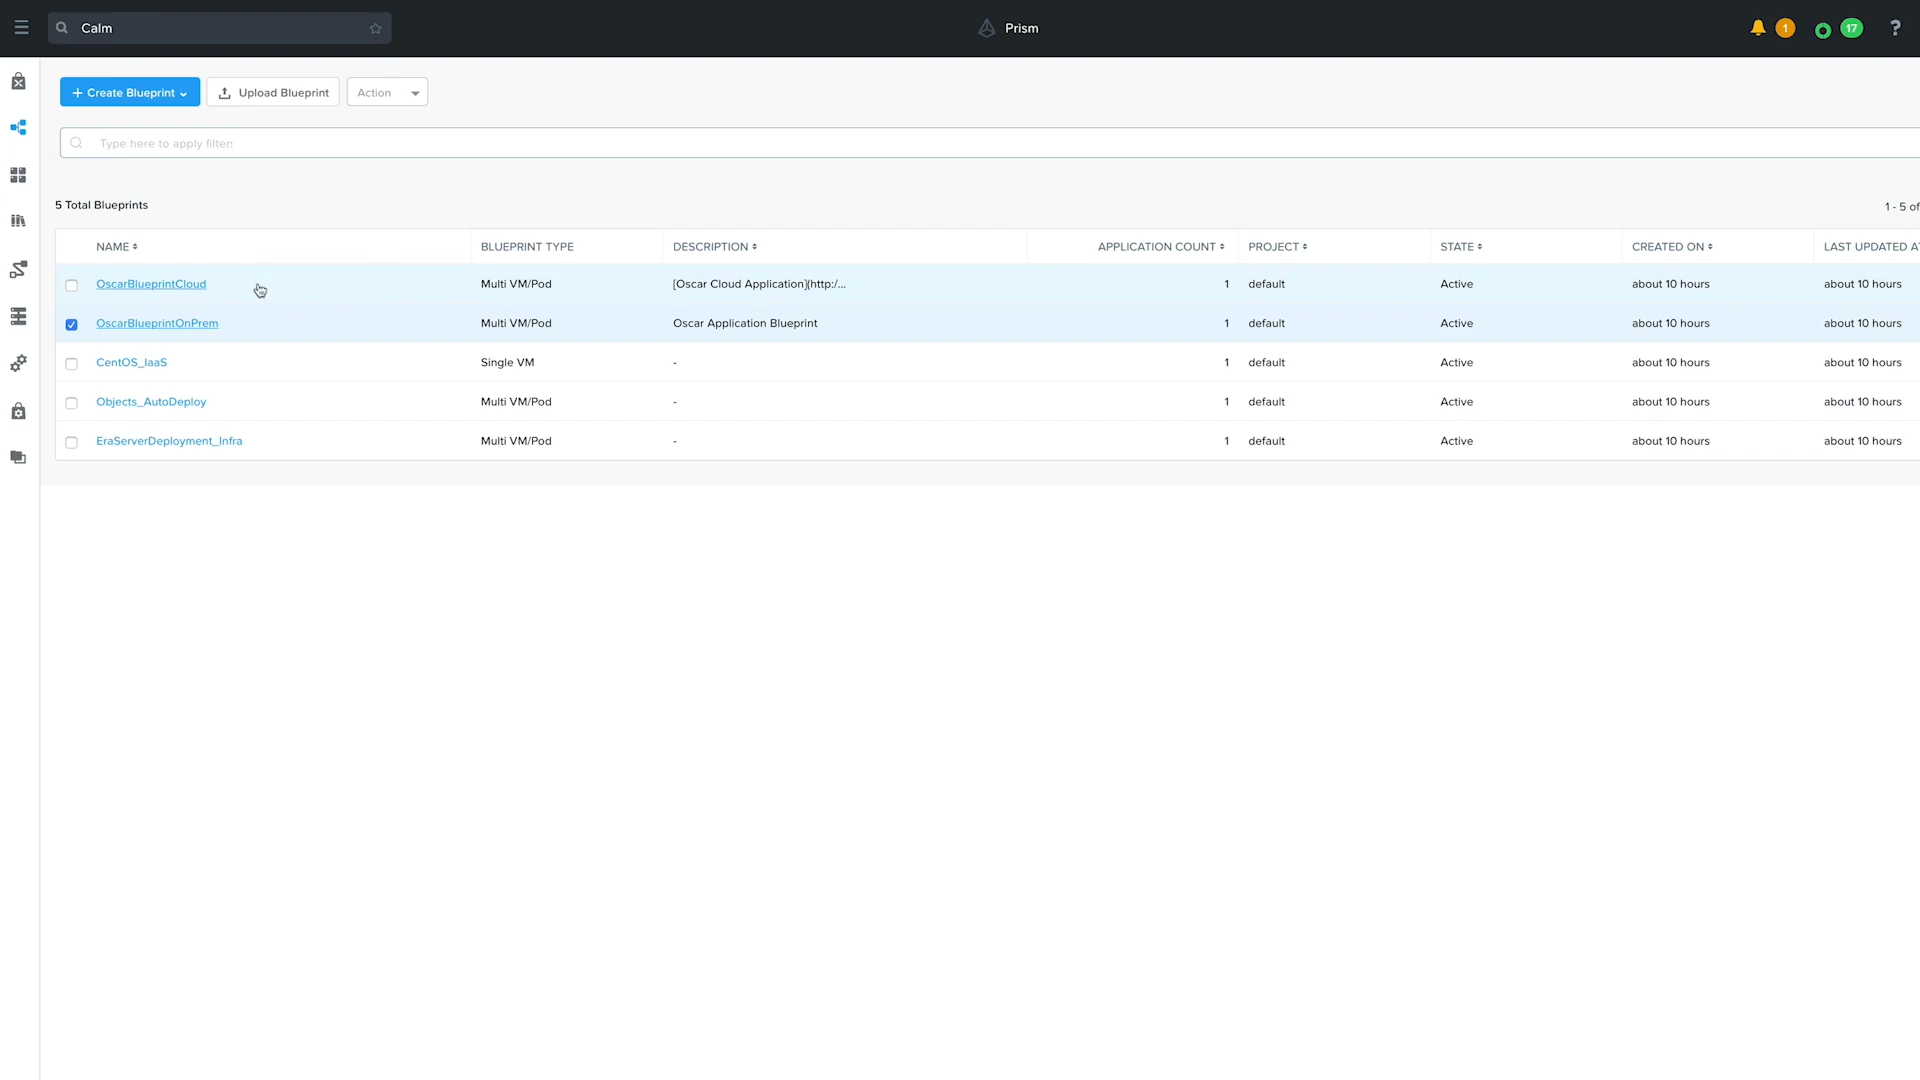 Calm
Prism
1
17
?
+ Create Blueprint
Upload Blueprint
Action
Type here to apply filters
5 Total Blueprints
1 - 5 of
NAME BLUEPRINT TYPE DESCRIPTION APPLICATION COUNT PROJECT STATE CREATED ON LAST UPDATED AT
OscarBlueprintCloud Multi VM/Pod [Oscar Cloud Application](http:/... 1 default Active about 10 hours about 10 hours
OscarBlueprintOnPrem Multi VM/Pod Oscar Application Blueprint 1 default Active about 10 hours about 10 hours
CentOS_IaaS Single VM - 1 default Active about 10 hours about 10 hours
Objects_AutoDeploy Multi VM/Pod - 1 default Active about 10 hours about 10 hours
EraServerDeployment_Infra Multi VM/Pod - 1 default Active about 10 hours about 10 hours